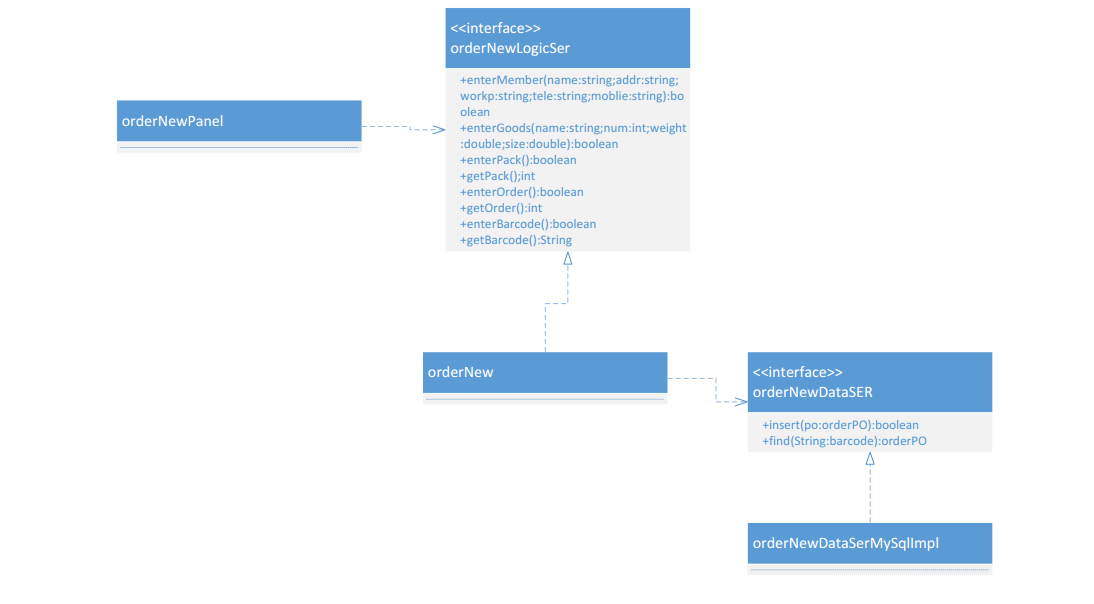 <<interface>>
orderNewLogicSer
+enterMember(name:string;addr:string;
workp:string;tele:string;moblie:string):bo
olean
+enterGoods(name:string;num:int;weight
:double;size:double):boolean
+enterPack():boolean
+getPack();int
+enterOrder():boolean
+getOrder():int
+enterBarcode():boolean
+getBarcode():String
orderNewPanel
orderNew
<<interface>>
orderNewDataSER
+insert(po:orderPO):boolean
+find(String:barcode):orderPO
orderNewDataSerMySqlImpl